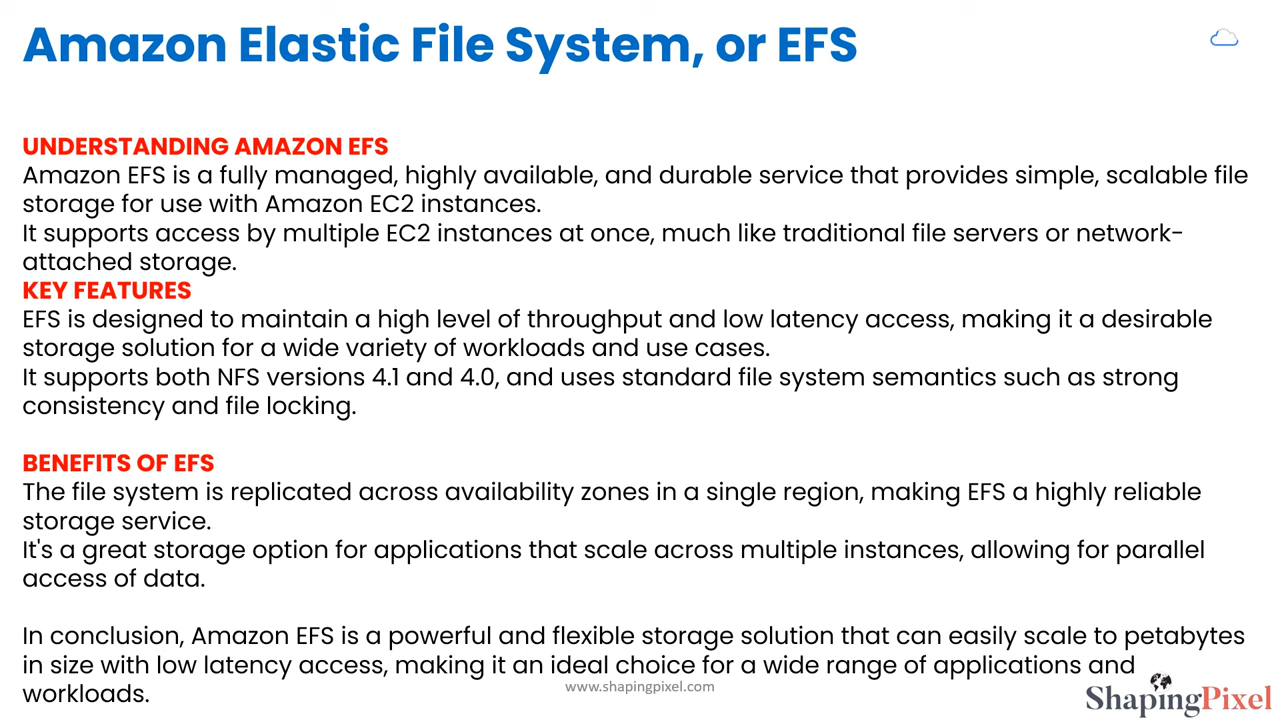 Amazon Elastic File System, or EFS
UNDERSTANDING AMAZON EFS
Amazon EFS is a fully managed, highly available, and durable service that provides simple, scalable file
storage for use with Amazon EC2 instances.
It supports access by multiple EC2 instances at once, much like traditional file servers or network-
attached storage.
KEY FEATURES
EFS is designed to maintain a high level of throughput and low latency access, making it a desirable
storage solution for a wide variety of workloads and use cases.
It supports both NFS versions 4.1 and 4.0, and uses standard file system semantics such as strong
consistency and file locking.
BENEFITS OF EFS
The file system is replicated across availability zones in a single region, making EFS a highly reliable
storage service.
It's a great storage option for applications that scale across multiple instances, allowing for parallel
access of data.
In conclusion, Amazon EFS is a powerful and flexible storage solution that can easily scale to petabytes
in size with low latency access, making it an ideal choice for a wide range of applications and
workloads.
www.shapingpixel.com
ShapingPixel